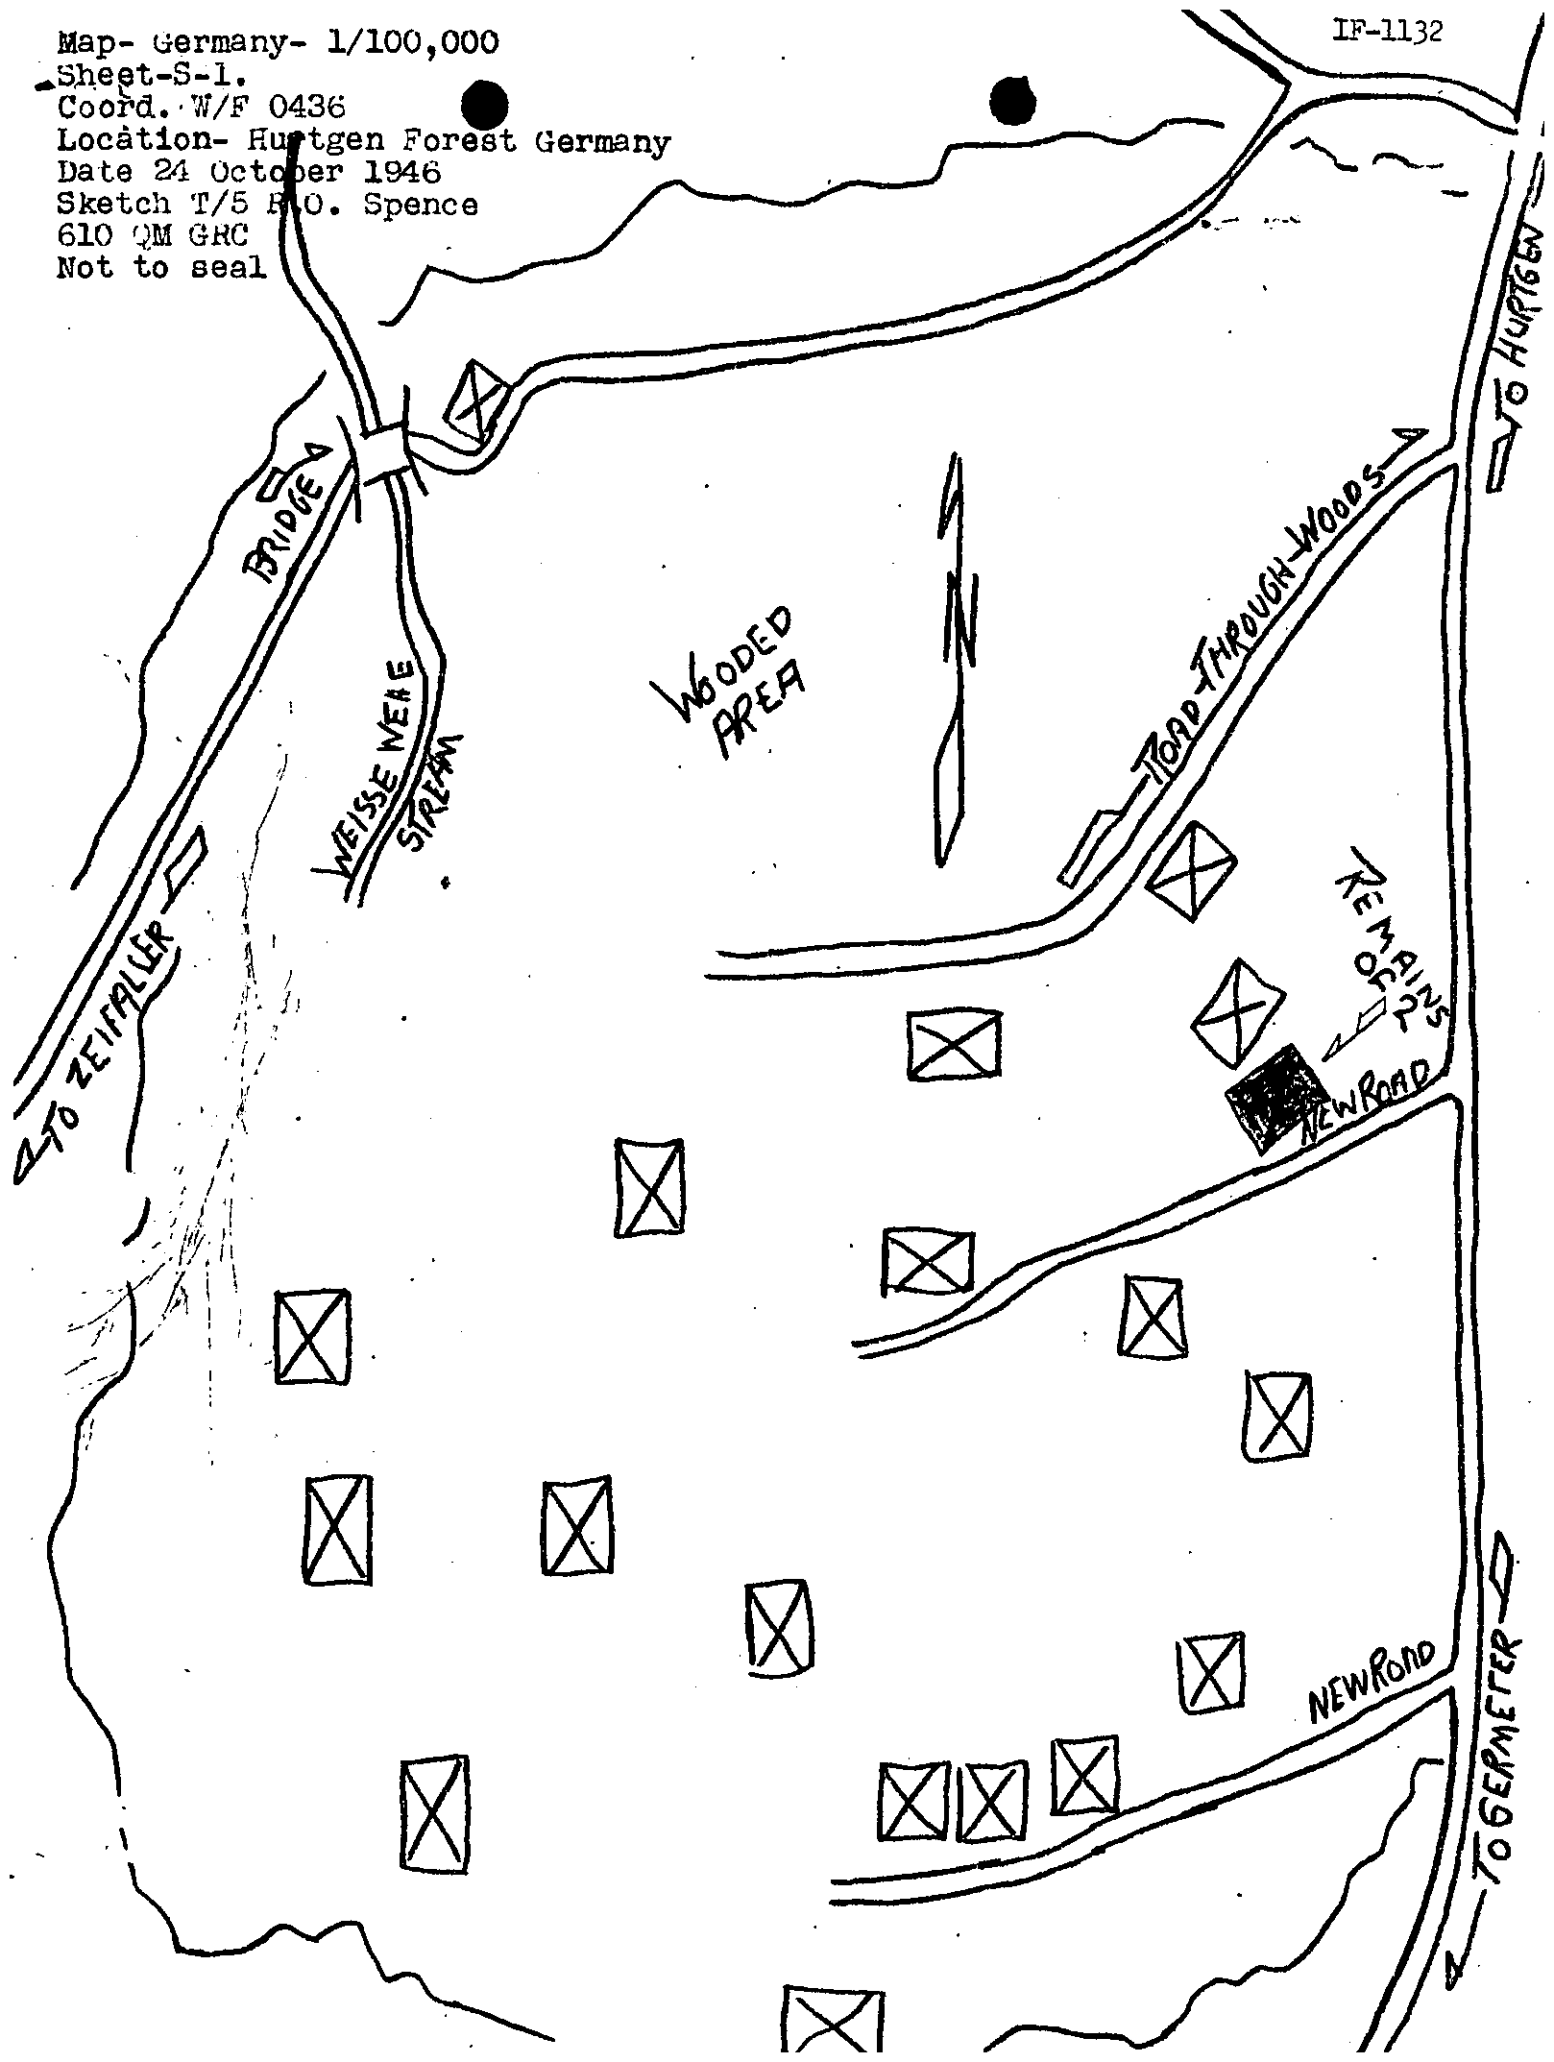 Map- Germany- 1/100,000
Sheet-S-1.
Coord. W/F 0436
Location- Hurtgen Forest Germany
Date 24 October 1946
Sketch T/5 R.O. Spence
610 QM GRC
Not to seal
IF-1132
TO HURTGEN
BRIDGE
ROAD-THROUGH-WOODS
WOODED
AREA
N
WEISSE WEHE
STREAM
REMAINS
OF 2
TO ZEIFALLER
NEW ROAD
NEW ROAD
TO GERMETER